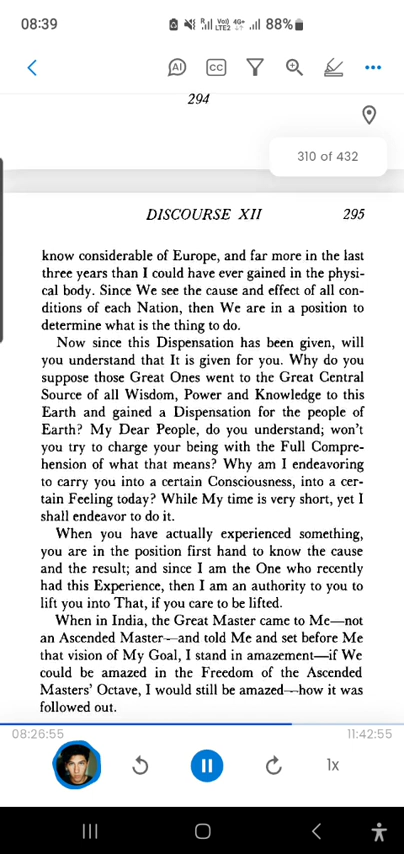 08:39
88%
AI
CC
294
310 of 432
DISCOURSE XII 295
know considerable of Europe, and far more in the last
three years than I could have ever gained in the physi-
cal body. Since We see the cause and effect of all con-
ditions of each Nation, then We are in a position to
determine what is the thing to do.
Now since this Dispensation has been given, will
you understand that It is given for you. Why do you
suppose those Great Ones went to the Great Central
Source of all Wisdom, Power and Knowledge to this
Earth and gained a Dispensation for the people of
Earth? My Dear People, do you understand; won't
you try to charge your being with the Full Compre-
hension of what that means? Why am I endeavoring
to carry you into a certain Consciousness, into a cer-
tain Feeling today? While My time is very short, yet I
shall endeavor to do it.
When you have actually experienced something,
you are in the position first hand to know the cause
and the result; and since I am the One who recently
had this Experience, then I am an authority to you to
lift you into That, if you care to be lifted.
When in India, the Great Master came to Me—not
an Ascended Master—and told Me and set before Me
that vision of My Goal, I stand in amazement—if We
could be amazed in the Freedom of the Ascended
Masters' Octave, I would still be amazed—how it was
followed out.
08:26:55 11:42:55
1x